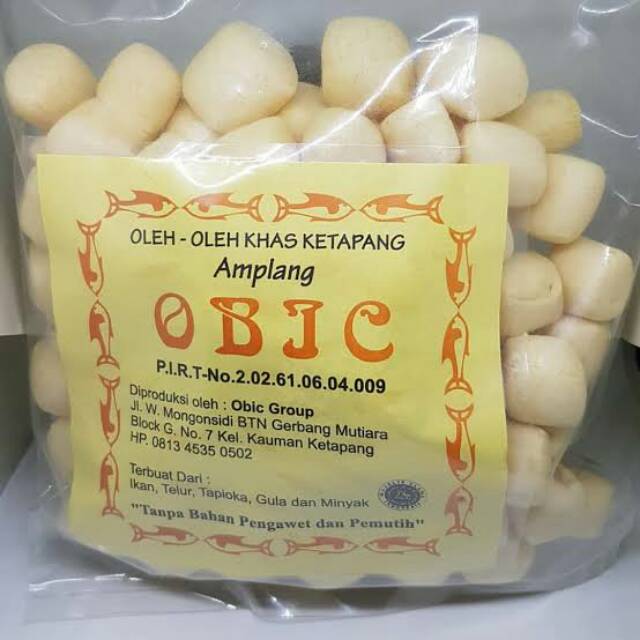 OLEH - OLEH KHAS KETAPANG
Amplang
OBIC
P.I.R.T-No.2.02.61.06.04.009
Diproduksi oleh : Obic Group
Jl. W. Mongonsidi BTN Gerbang Mutiara
Block G. No. 7 Kel. Kauman Ketapang
HP. 0813 4535 0502
Terbuat Dari :
Ikan, Telur, Tapioka, Gula dan Minyak
"Tanpa Bahan Pengawet dan Pemutih"